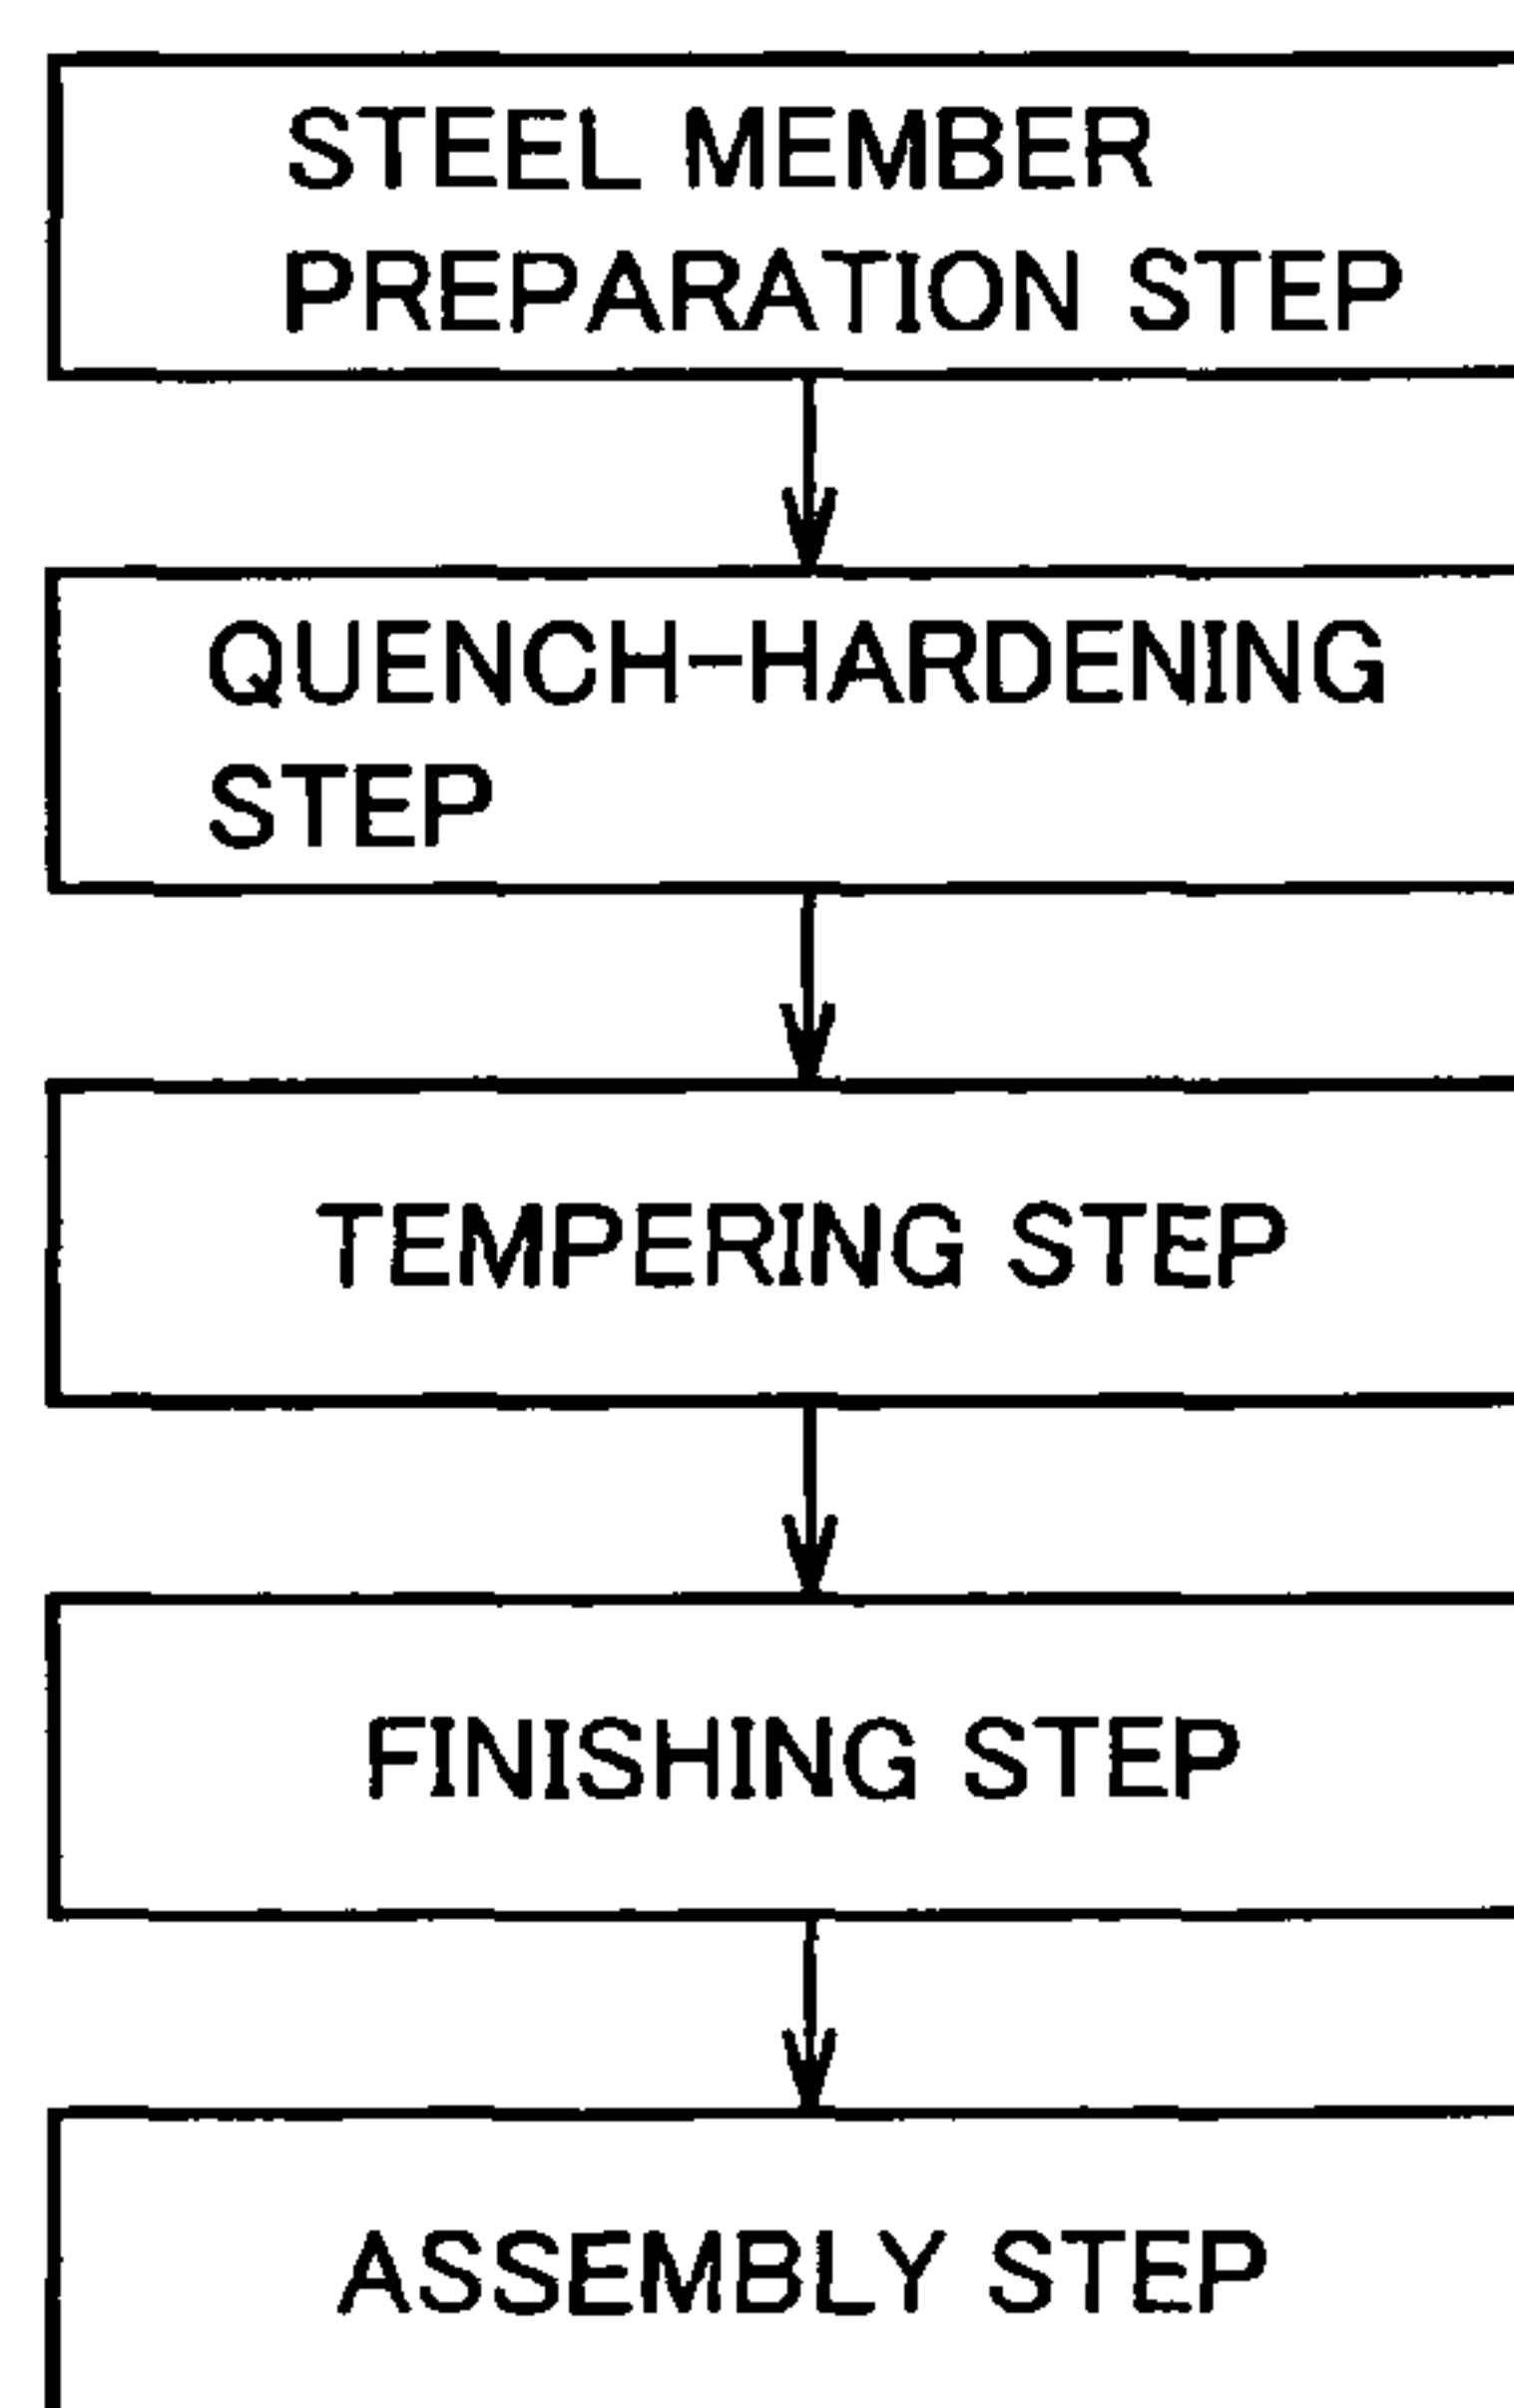 STEEL MEMBER
PREPARATION STEP
QUENCH-HARDENING
STEP
TEMPERING STEP
FINISHING STEP
ASSEMBLY STEP